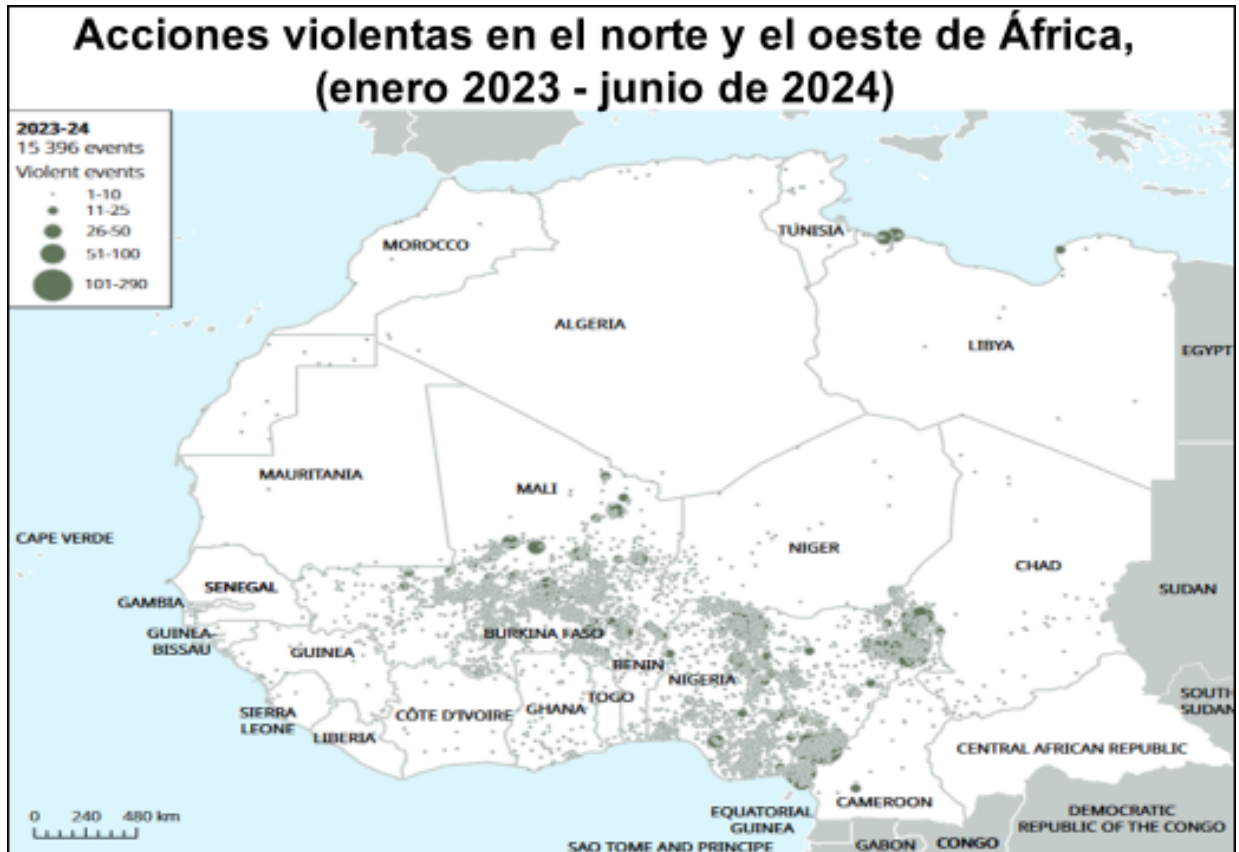 Acciones violentas en el norte y el oeste de África,
(enero 2023 - junio de 2024)
2023-24
15 396 events
Violent events
1-10
11-25
26-50
51-100
101-290
MOROCCO
TUNISIA
ALGERIA
LIBYA
EGYPT
MAURITANIA
MALI
CAPE VERDE
NIGER
CHAD
SENEGAL
SUDAN
GAMBIA
GUINEA-
BISSAU
GUINEA
BURKINA FASO
BENIN
NIGERIA
TOGO
GHANA
CÔTE D'IVOIRE
SIERRA
LEONE
LIBERIA
SOUTH
SUDAN
CENTRAL AFRICAN REPUBLIC
CAMEROON
EQUATORIAL
GUINEA
DEMOCRATIC
REPUBLIC OF THE CONGO
0 240 480 km
SAO TOME AND PRINCIPE
GABON
CONGO